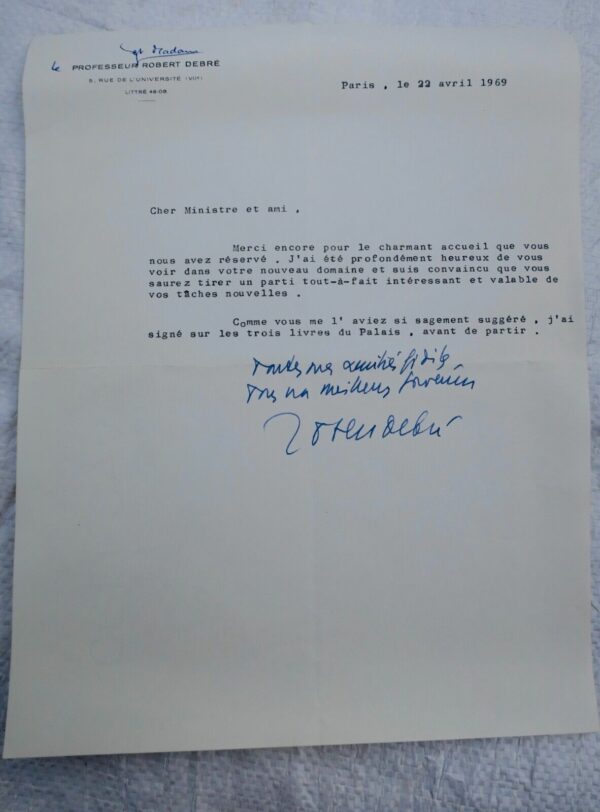 et Madame
le PROFESSEUR ROBERT DEBRÉ
5, RUE DE L'UNIVERSITÉ (VIIᵉ)
LITTRÉ 46-09
Paris , le 22 avril 1969
Cher Ministre et ami ,
Merci encore pour le charmant accueil que vous
nous avez réservé . J'ai été profondément heureux de vous
voir dans votre nouveau domaine et suis convaincu que vous
saurez tirer un parti tout-à-fait intéressant et valable de
vos tâches nouvelles .
Comme vous me l' aviez si sagement suggéré , j'ai
signé sur les trois livres du Palais , avant de partir .
Toutes mes amitiés fidèles
Tous nos meilleurs souvenirs
Robert Debré